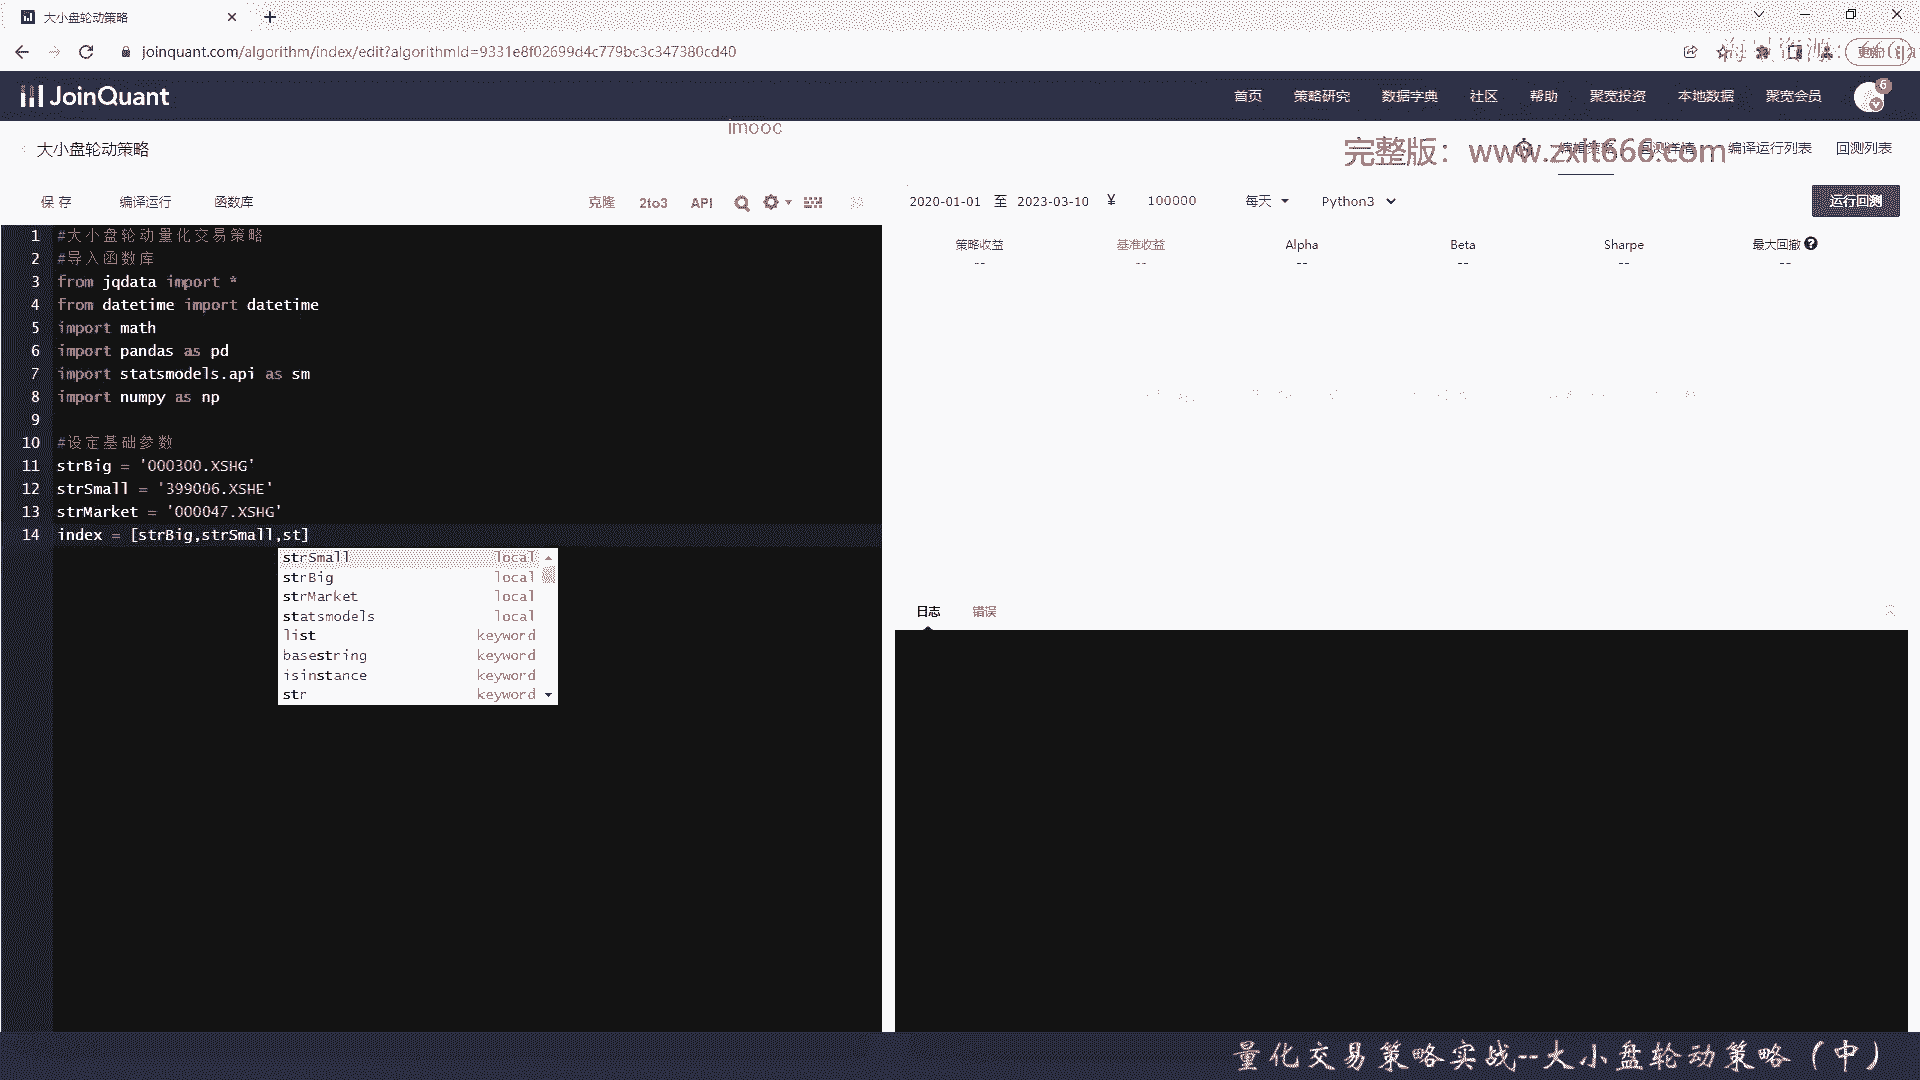 大小盘轮动策略
joinquant.com/algorithm/index/edit?algorithmId=9331e8f02699d4c779bc3c347380cd40
JoinQuant
首页 策略研究 数据字典 社区 帮助 聚宽投资 本地数据 聚宽会员 6
imooc
大小盘轮动策略
完整版：www.zxit666.com
编译运行列表 回测列表
保存 编译运行 函数库 克隆 2to3 API
2020-01-01 至 2023-03-10 ¥ 100000 每天 Python3 运行回测
策略收益 基准收益 Alpha Beta Sharpe 最大回撤
-- -- -- -- -- --
1 #大小盘轮动量化交易策略
2 #导入函数库
3 from jqdata import *
4 from datetime import datetime
5 import math
6 import pandas as pd
7 import statsmodels.api as sm
8 import numpy as np
9
10 #设定基础参数
11 strBig = '000300.XSHG'
12 strSmall = '399006.XSHE'
13 strMarket = '000047.XSHG'
14 index = [strBig,strSmall,st]
strSmall local
strBig local
strMarket local
statsmodels local
list keyword
basestring keyword
isinstance keyword
str keyword
日志 错误
量化交易策略实战--大小盘轮动策略（中）